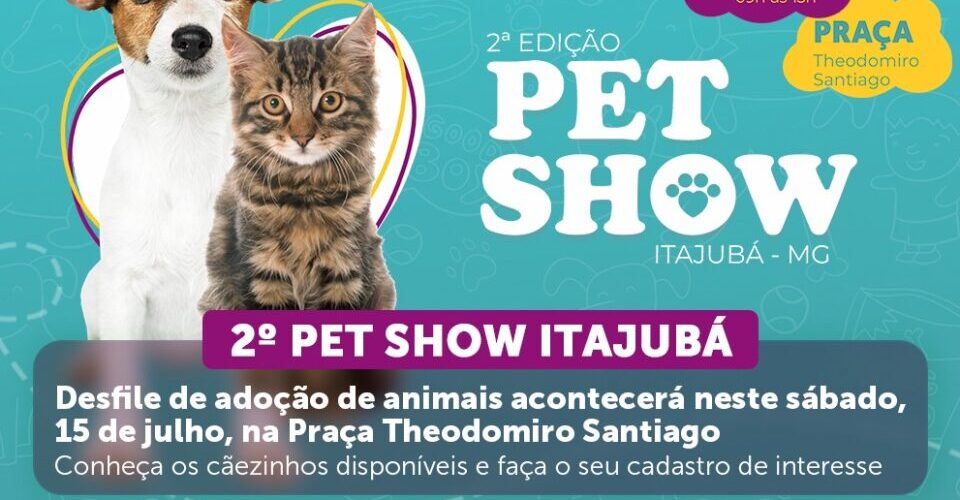 2ª EDIÇÃO
PET
SHOW
ITAJUBÁ - MG
PRAÇA
Theodomiro
Santiago
2º PET SHOW ITAJUBÁ
Desfile de adoção de animais acontecerá neste sábado,
15 de julho, na Praça Theodomiro Santiago
Conheça os cãezinhos disponíveis e faça o seu cadastro de interesse